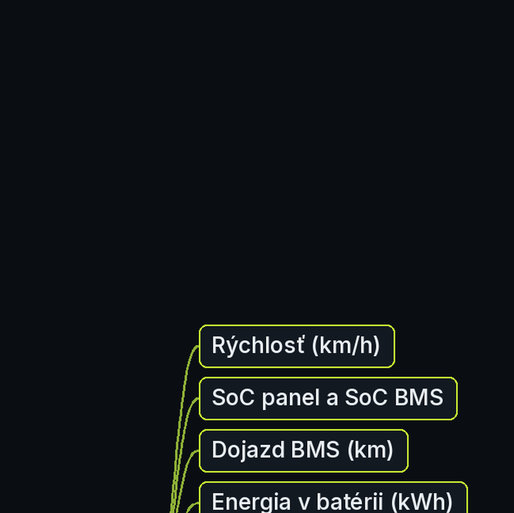 Rýchlosť (km/h)
SoC panel a SoC BMS
Dojazd BMS (km)
Energia v batérii (kWh)